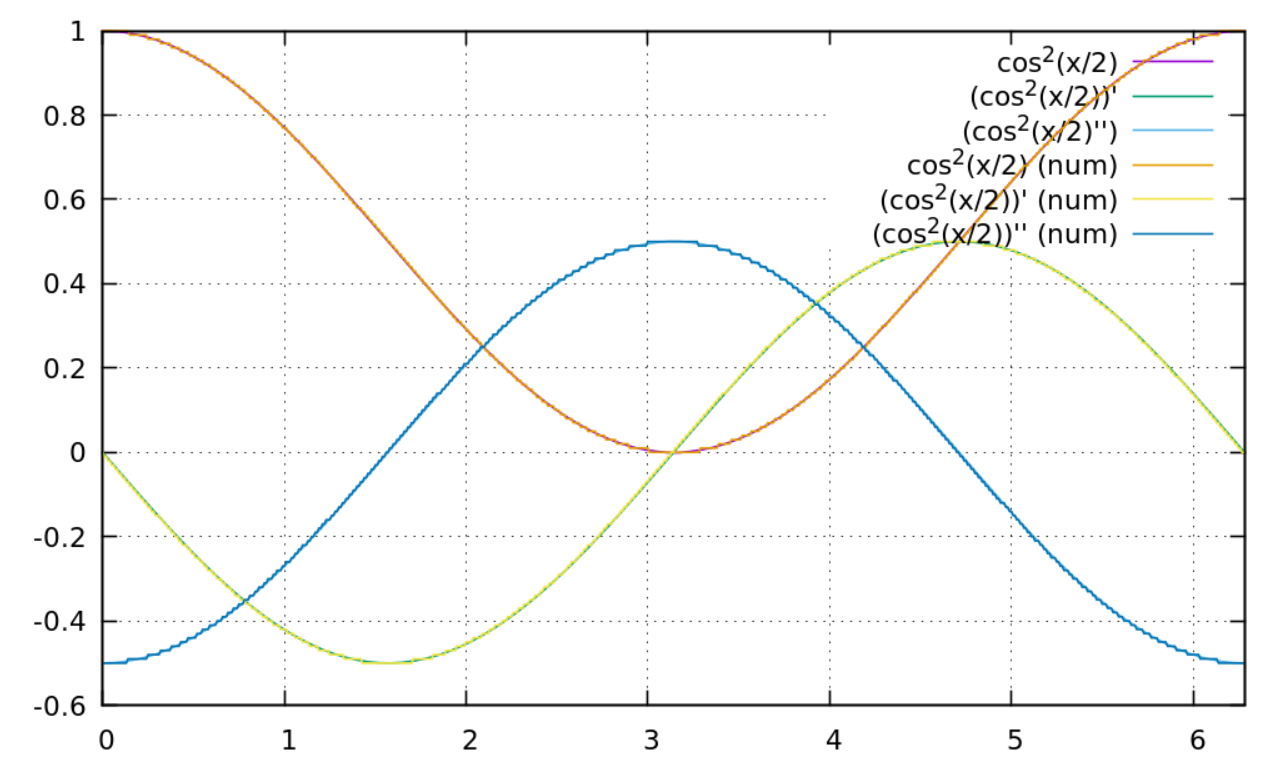 1
0.8
0.6
0.4
0.2
0
-0.2
-0.4
-0.6
0 1 2 3 4 5 6
cos²(x/2)
(cos²(x/2))'
(cos²(x/2)'')
cos²(x/2) (num)
(cos²(x/2))' (num)
(cos²(x/2))'' (num)